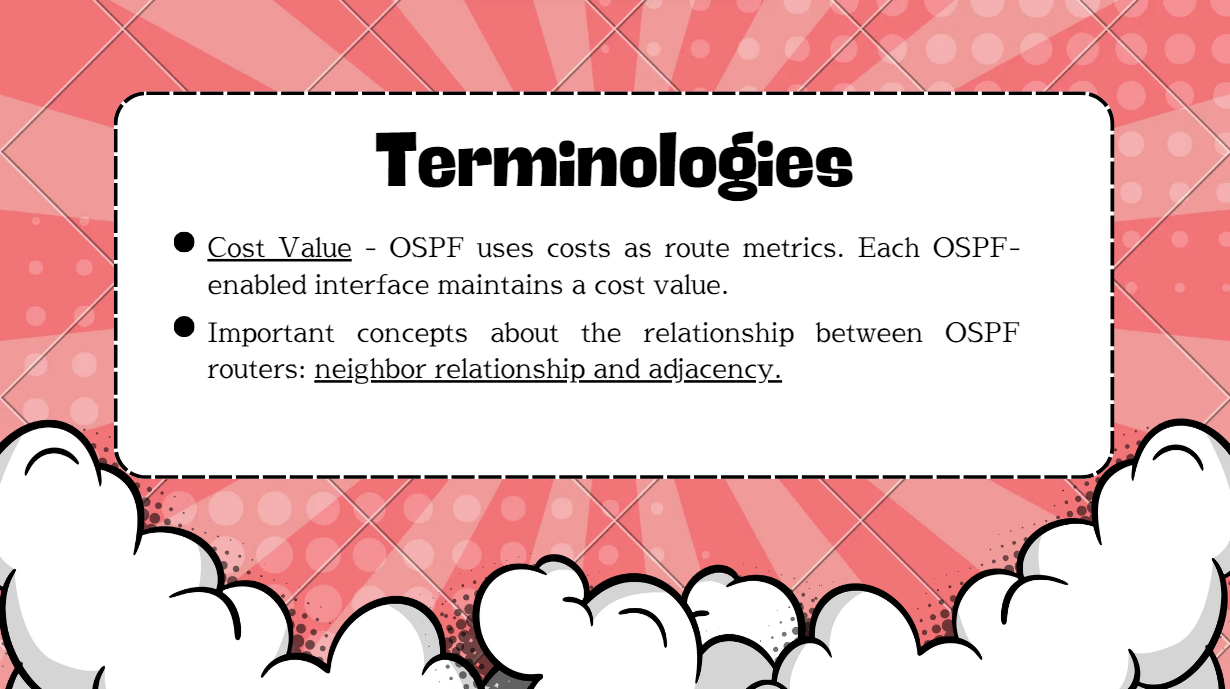 Terminologies
Cost Value - OSPF uses costs as route metrics. Each OSPF-
enabled interface maintains a cost value.
Important concepts about the relationship between OSPF
routers: neighbor relationship and adjacency.